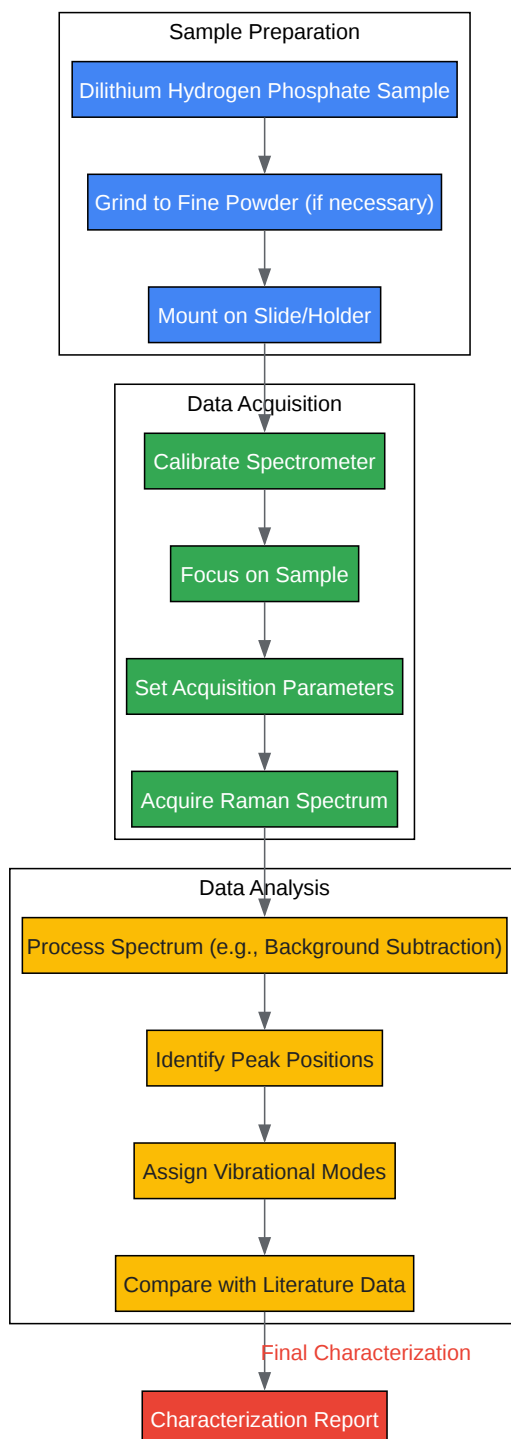 Sample Preparation
Dilithium Hydrogen Phosphate Sample
Grind to Fine Powder (if necessary)
Mount on Slide/Holder
Data Acquisition
Calibrate Spectrometer
Focus on Sample
Set Acquisition Parameters
Acquire Raman Spectrum
Data Analysis
Process Spectrum (e.g., Background Subtraction)
Identify Peak Positions
Assign Vibrational Modes
Compare with Literature Data
Final Characterization
Characterization Report